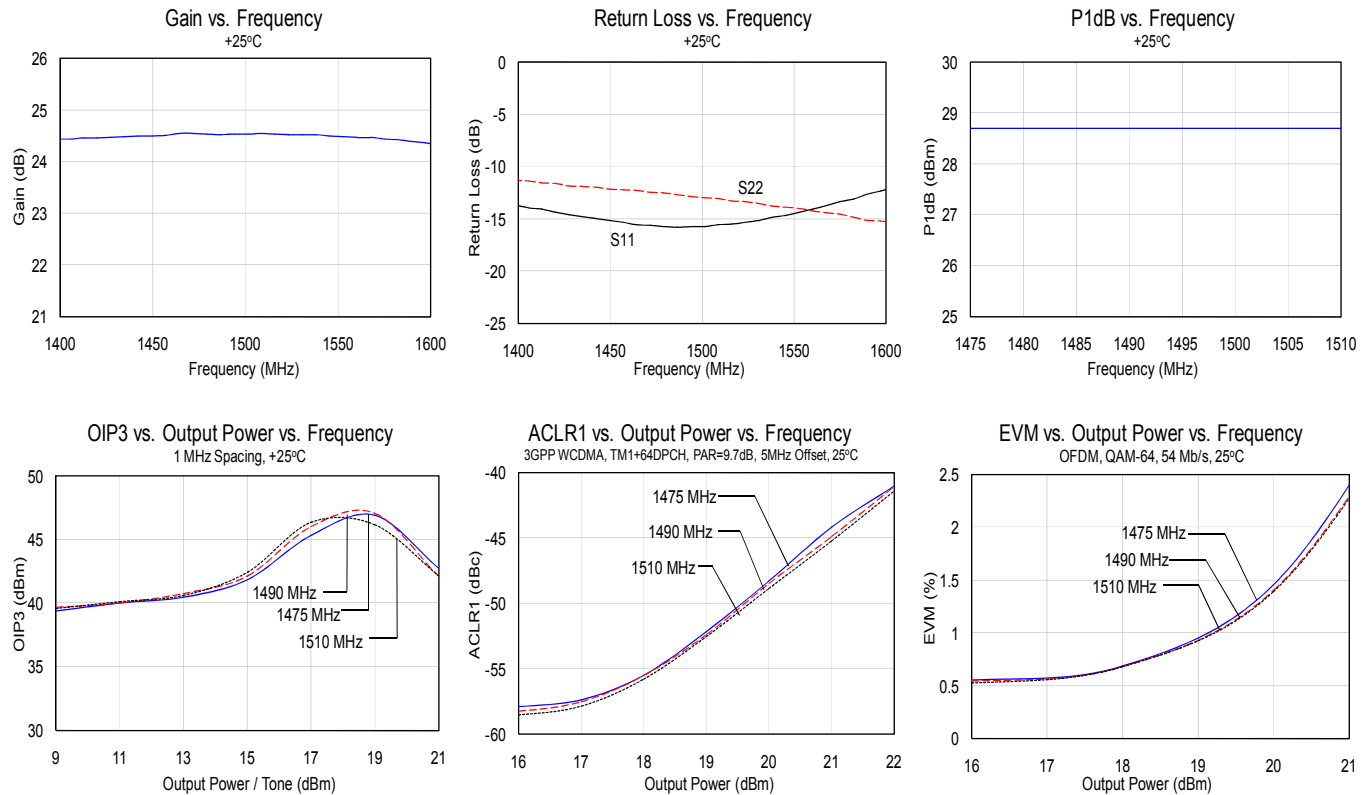 Gain vs. Frequency
+25ºC
Gain (dB)
26
25
24
23
22
21
1400 1450 1500 1550 1600
Frequency (MHz)
Return Loss vs. Frequency
+25ºC
Return Loss (dB)
0
-5
-10
-15
-20
-25
S22
S11
1400 1450 1500 1550 1600
Frequency (MHz)
P1dB vs. Frequency
+25ºC
P1dB (dBm)
30
29
28
27
26
25
1475 1480 1485 1490 1495 1500 1505 1510
Frequency (MHz)
OIP3 vs. Output Power vs. Frequency
1 MHz Spacing, +25ºC
OIP3 (dBm)
50
45
40
35
30
1490 MHz
1475 MHz
1510 MHz
9 11 13 15 17 19 21
Output Power / Tone (dBm)
ACLR1 vs. Output Power vs. Frequency
3GPP WCDMA, TM1+64DPCH, PAR=9.7dB, 5MHz Offset, 25ºC
ACLR1 (dBc)
-40
-45
-50
-55
-60
1475 MHz
1490 MHz
1510 MHz
16 17 18 19 20 21 22
Output Power (dBm)
EVM vs. Output Power vs. Frequency
OFDM, QAM-64, 54 Mb/s, 25ºC
EVM (%)
2.5
2
1.5
1
0.5
0
1475 MHz
1490 MHz
1510 MHz
16 17 18 19 20 21
Output Power (dBm)